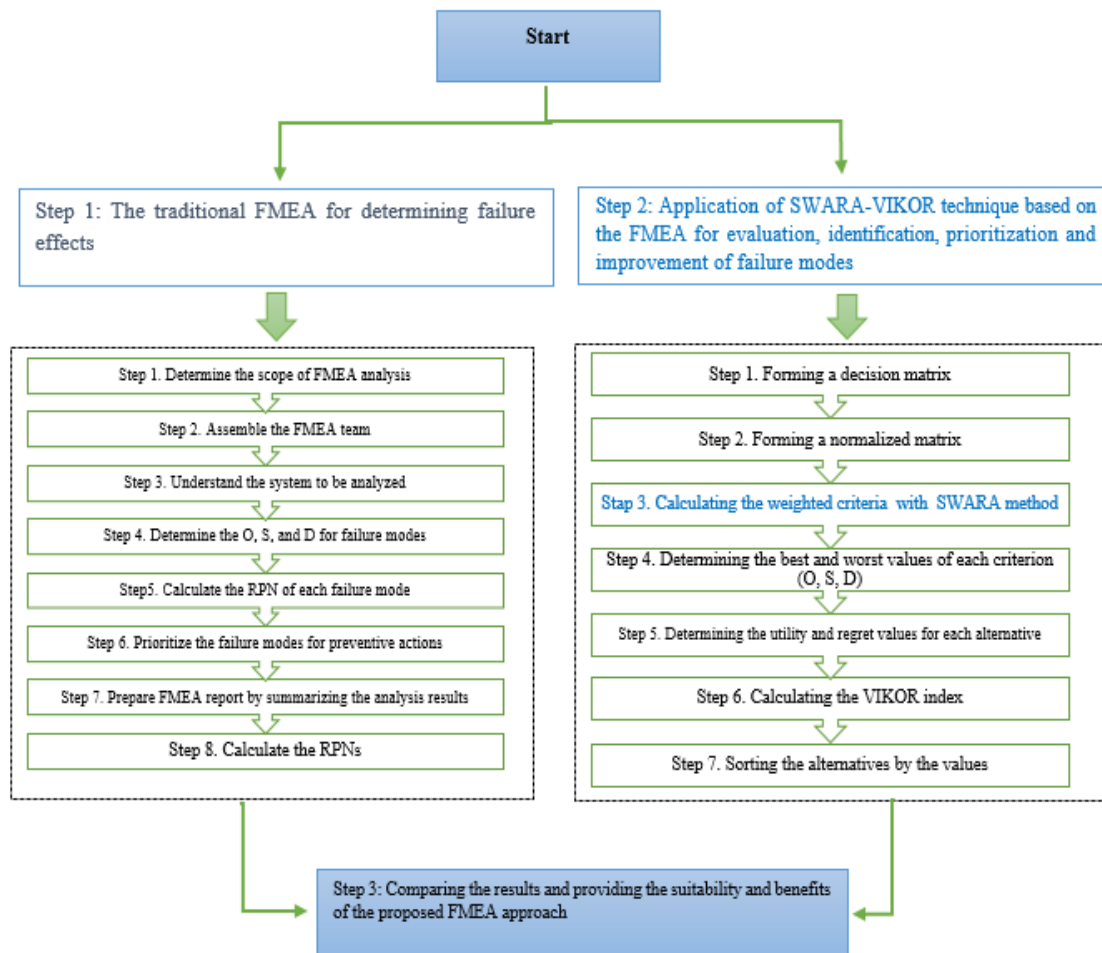 Start
Step 1: The traditional FMEA for determining failure
effects
Step 2: Application of SWARA-VIKOR technique based on
the FMEA for evaluation, identification, prioritization and
improvement of failure modes
Step 1. Determine the scope of FMEA analysis
Step 2. Assemble the FMEA team
Step 3. Understand the system to be analyzed
Step 4. Determine the O, S, and D for failure modes
Step5. Calculate the RPN of each failure mode
Step 6. Prioritize the failure modes for preventive actions
Step 7. Prepare FMEA report by summarizing the analysis results
Step 8. Calculate the RPNs
Step 1. Forming a decision matrix
Step 2. Forming a normalized matrix
Stap 3. Calculating the weighted criteria with SWARA method
Step 4. Determining the best and worst values of each criterion
(O, S, D)
Step 5. Determining the utility and regret values for each alternative
Step 6. Calculating the VIKOR index
Step 7. Sorting the alternatives by the values
Step 3: Comparing the results and providing the suitability and benefits
of the proposed FMEA approach